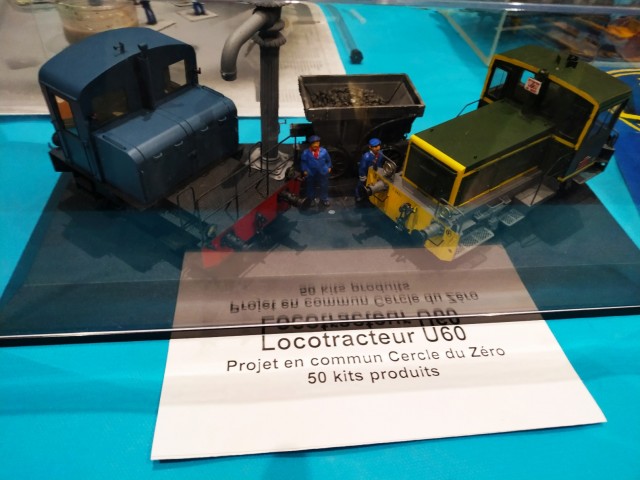 Locotracteur U60
Projet en commun Cercle du Zéro
50 kits produits